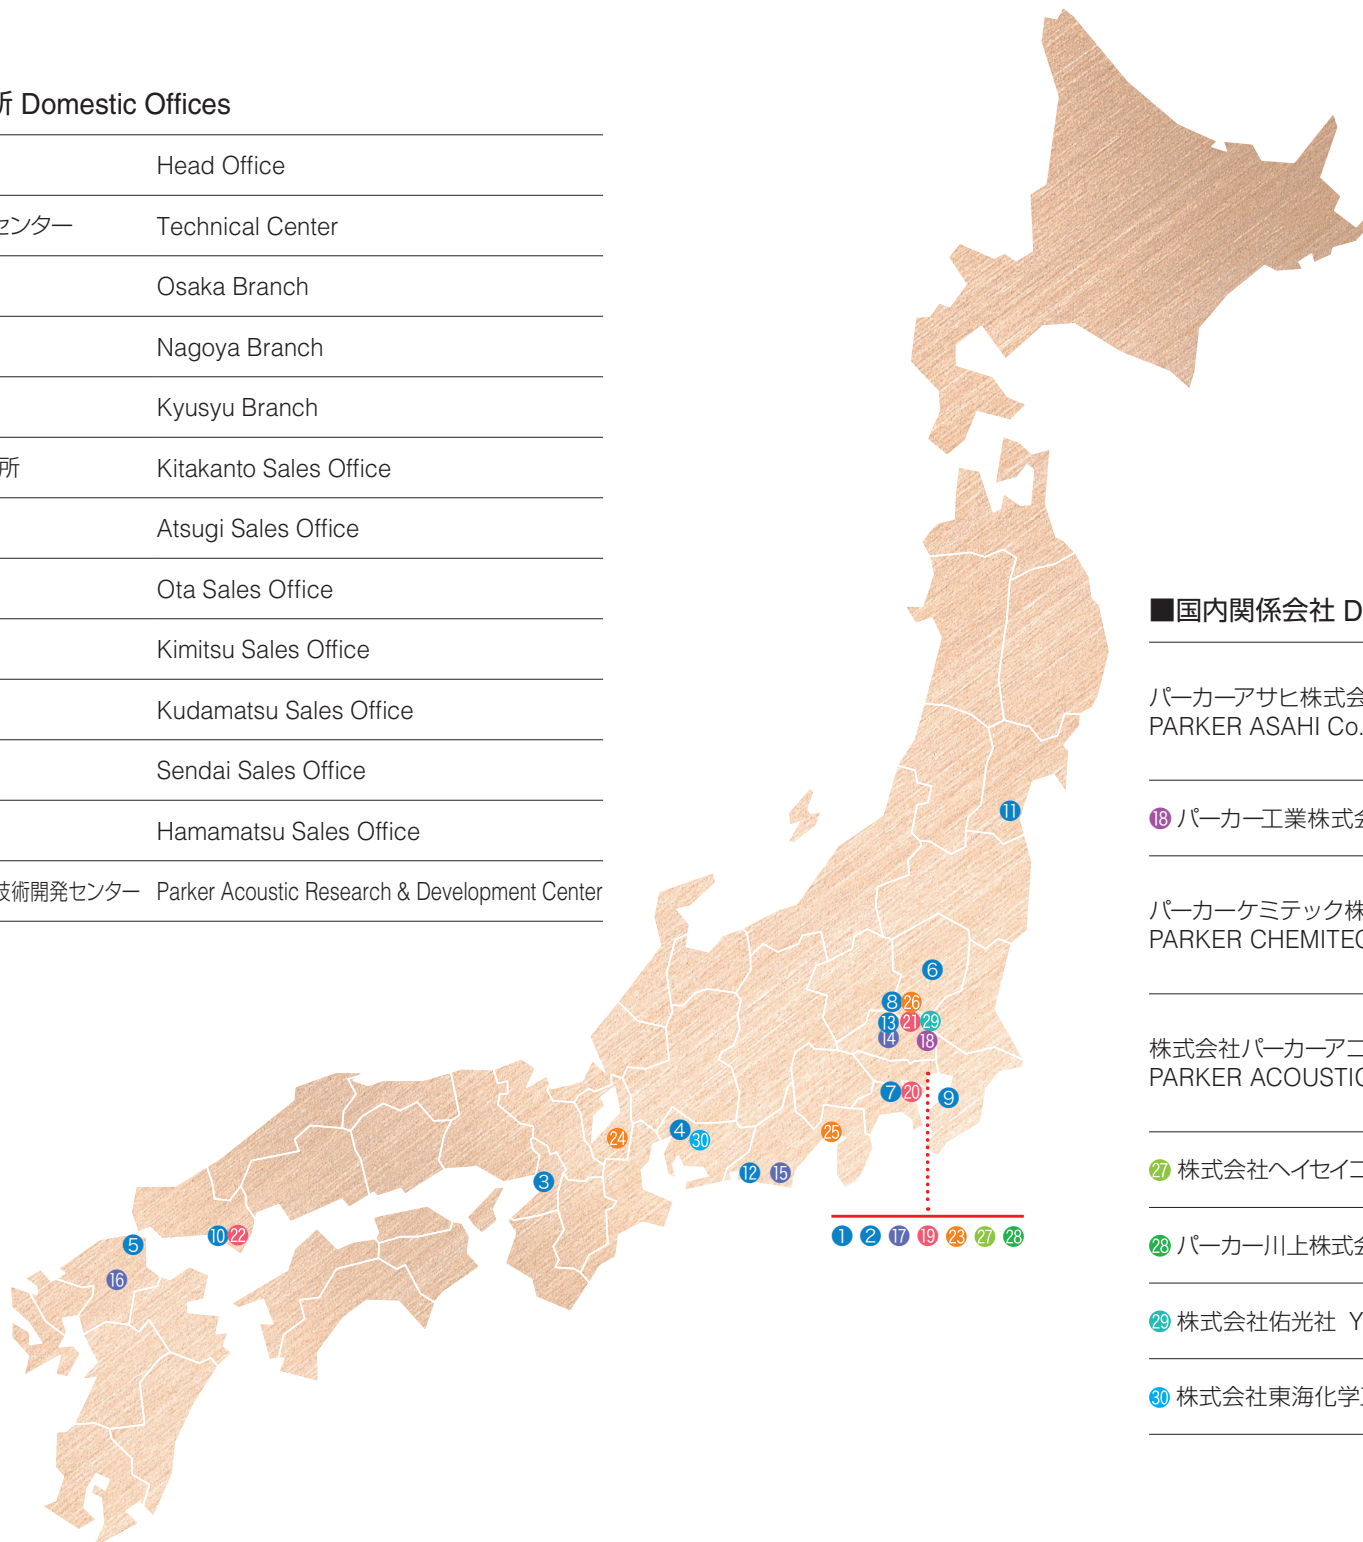 所 Domestic Offices
Head Office
センター Technical Center
Osaka Branch
Nagoya Branch
Kyusyu Branch
所 Kitakanto Sales Office
Atsugi Sales Office
Ota Sales Office
Kimitsu Sales Office
Kudamatsu Sales Office
Sendai Sales Office
Hamamatsu Sales Office
技術開発センター Parker Acoustic Research & Development Center
■国内関係会社 D
パーカーアサヒ株式会
PARKER ASAHI Co.
⑱ パーカー工業株式会
パーカーケミテック株
PARKER CHEMITEC
株式会社パーカーアコ
PARKER ACOUSTIC
㉗ 株式会社ヘイセイコ
㉘ パーカー川上株式会
㉙ 株式会社佑光社 Y
㉚ 株式会社東海化学工
⑪
⑥
⑧ ㉖
⑬ ㉑ ㉙
⑭ ⑱
⑦ ⑳ ⑨
㉔ ④ ㉚ ㉕
③ ⑫ ⑮
⑩ ㉒
⑤
⑯
① ② ⑰ ⑲ ㉓ ㉗ ㉘